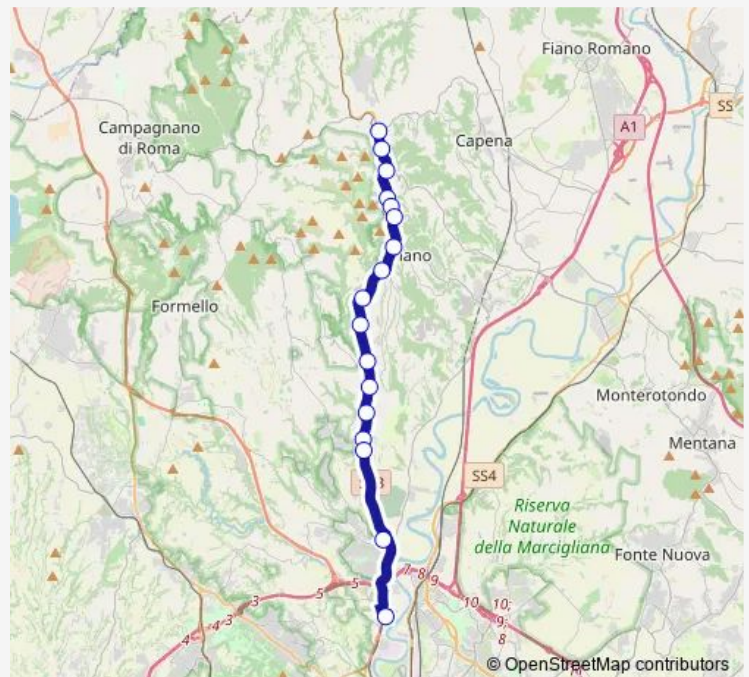 Fiano Romano
SS
A1
Campagnano
di Roma
Capena
iano
Formello
Monterotondo
Mentana
SS4
3
Riserva
Naturale
della Marcigliana
Fonte Nuova
5
7
8
9
3
5
10
10;
9;
8
4
4
3
© OpenStreetMap contributors